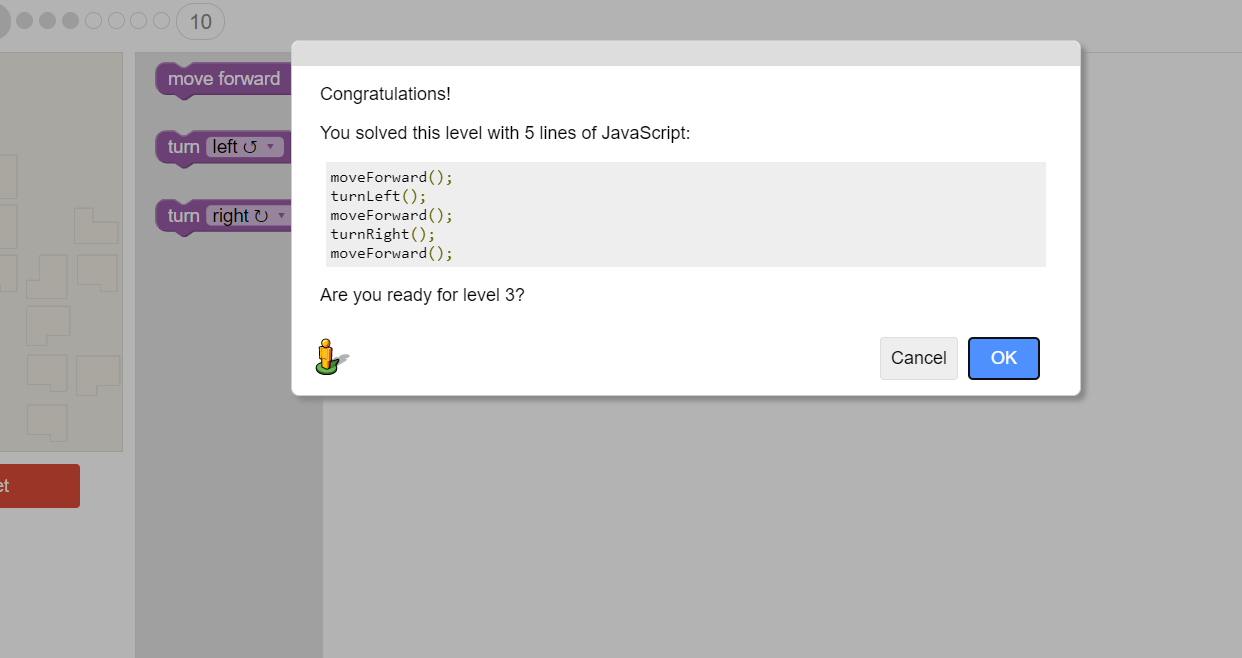 10
move forward
turn left ↺ ▾
turn right ↻ ▾
Congratulations!
You solved this level with 5 lines of JavaScript:
moveForward();
turnLeft();
moveForward();
turnRight();
moveForward();
Are you ready for level 3?
Cancel
OK